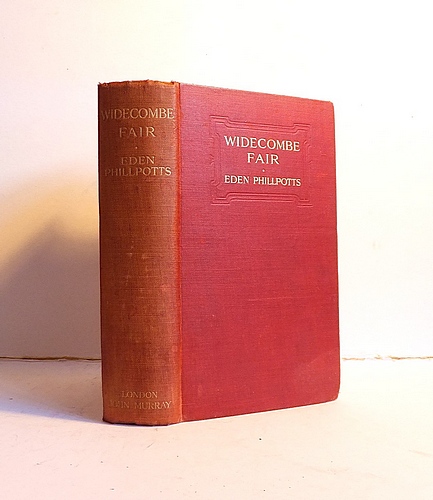 WIDECOMBE
FAIR
EDEN
PHILLPOTTS
LONDON
JOHN MURRAY
WIDECOMBE
FAIR
EDEN PHILLPOTTS